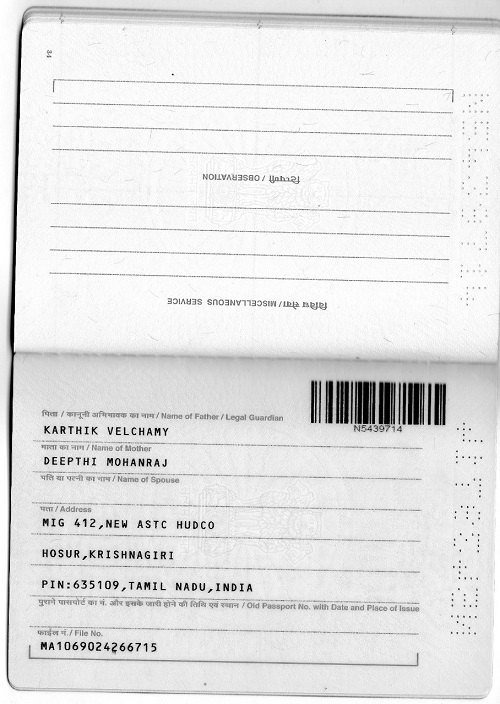 34
टिप्पणी / OBSERVATION
विविध सेवा / MISCELLANEOUS SERVICE
N5439714
पिता / कानूनी अभिभावक का नाम / Name of Father / Legal Guardian
KARTHIK VELCHAMY
माता का नाम / Name of Mother
DEEPTHI MOHANRAJ
पति या पत्नी का नाम / Name of Spouse
पता / Address
MIG 412,NEW ASTC HUDCO
HOSUR,KRISHNAGIRI
PIN:635109,TAMIL NADU,INDIA
पुराने पासपोर्ट का नं. और इसके जारी होने की तिथि एवं स्थान / Old Passport No. with Date and Place of Issue
फाईल नं. / File No.
MA1069024266715